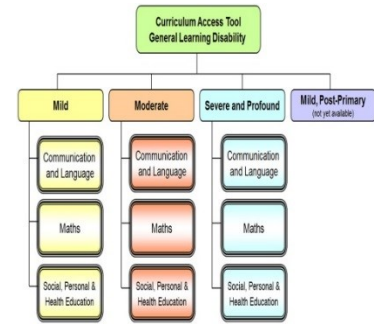 Curriculum Access Tool
General Learning Disability
Mild
Moderate
Severe and Profound
Mild, Post-Primary
(not yet available)
Communication
and Language
Communication
and Language
Communication
and Language
Maths
Maths
Maths
Social, Personal &
Health Education
Social, Personal &
Health Education
Social, Personal &
Health Education